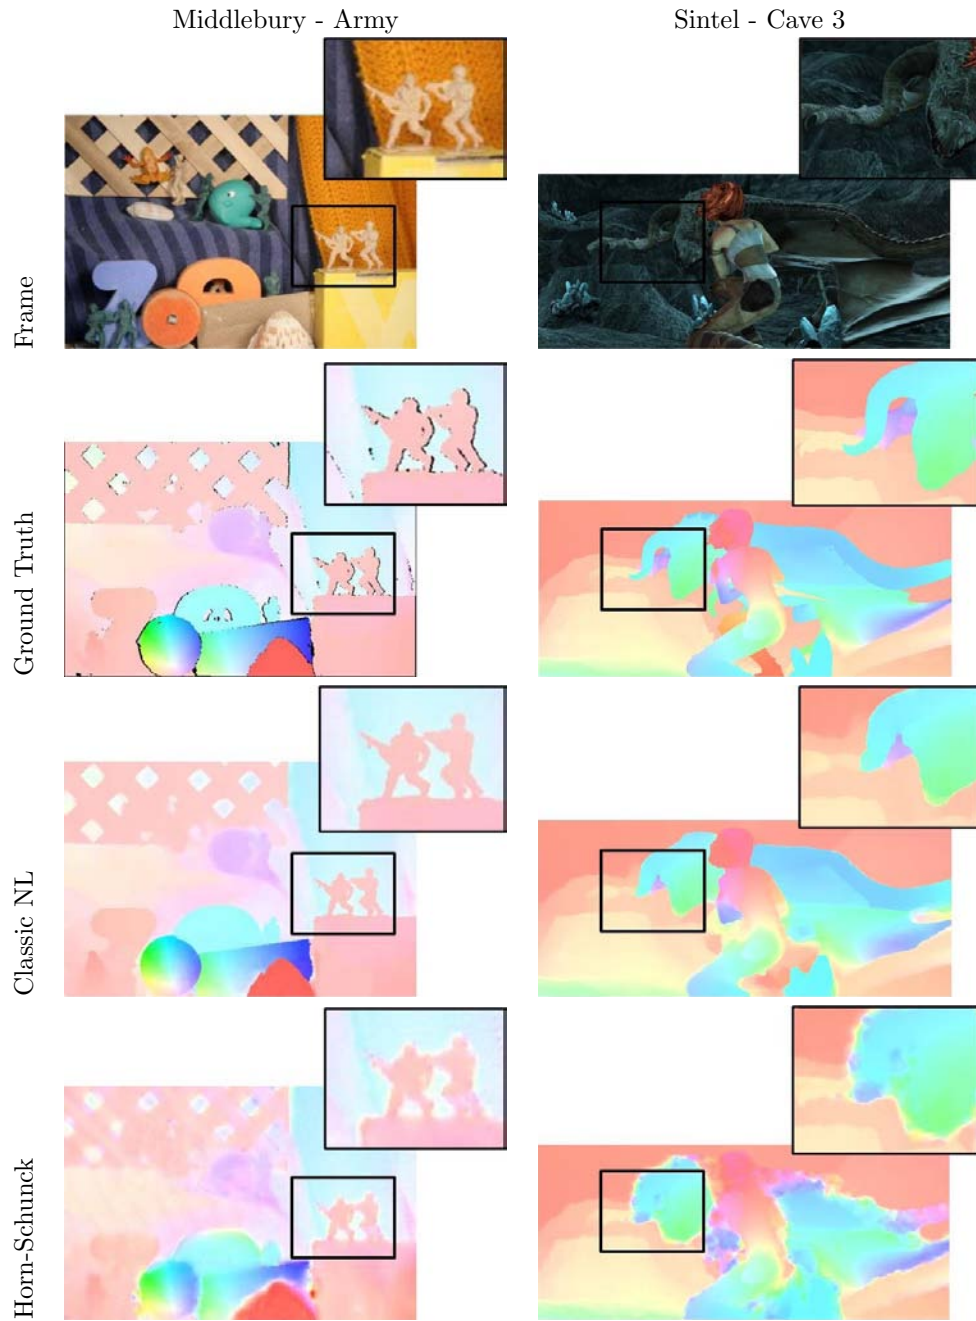 Middlebury - Army
Sintel - Cave 3
Frame
Ground Truth
Classic NL
Horn-Schunck